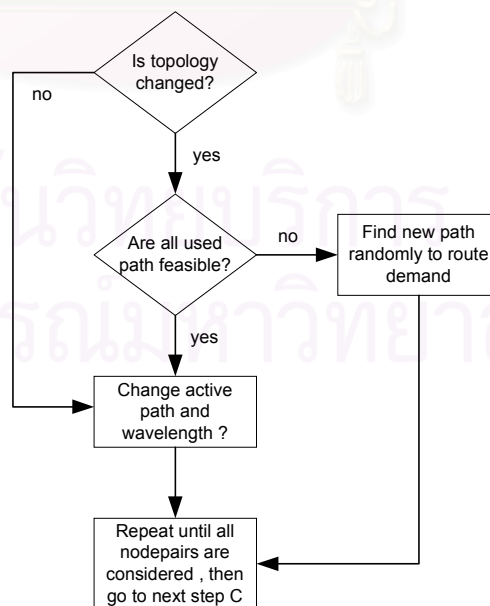 Is topology
changed?
no
yes
Are all used
path feasible?
no
Find new path
randomly to route
demand
yes
Change active
path and
wavelength ?
Repeat until all
nodepairs are
considered , then
go to next step C